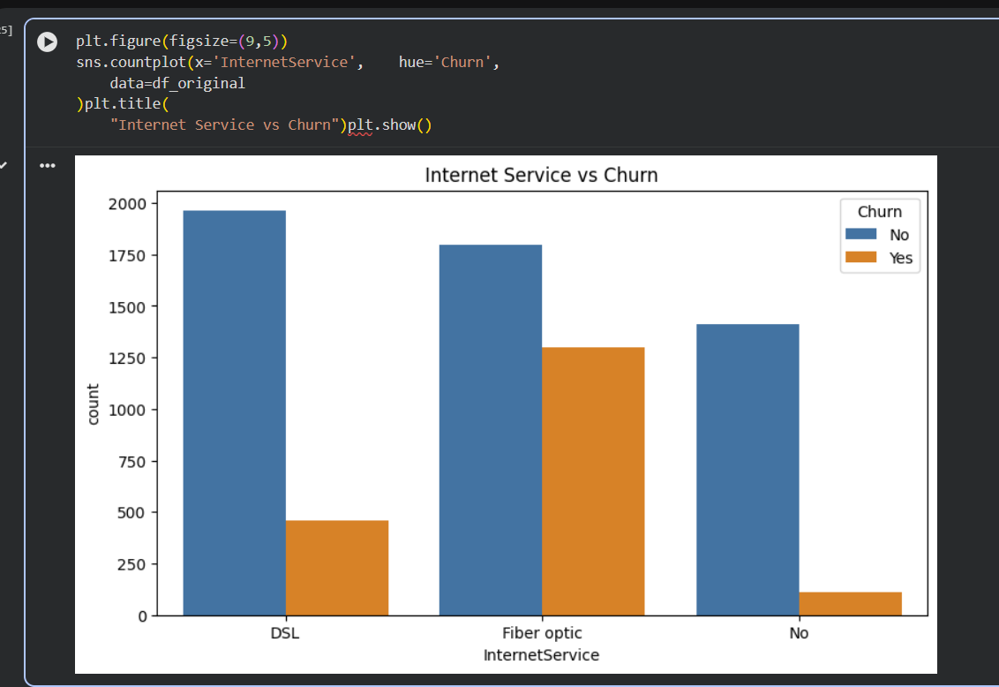 5]
plt.figure(figsize=(9,5))
sns.countplot(x='InternetService',    hue='Churn',
    data=df_original
)plt.title(
    "Internet Service vs Churn")plt.show()
Internet Service vs Churn
Churn
No
Yes
2000
1750
1500
1250
1000
750
500
250
0
count
DSL
Fiber optic
No
InternetService